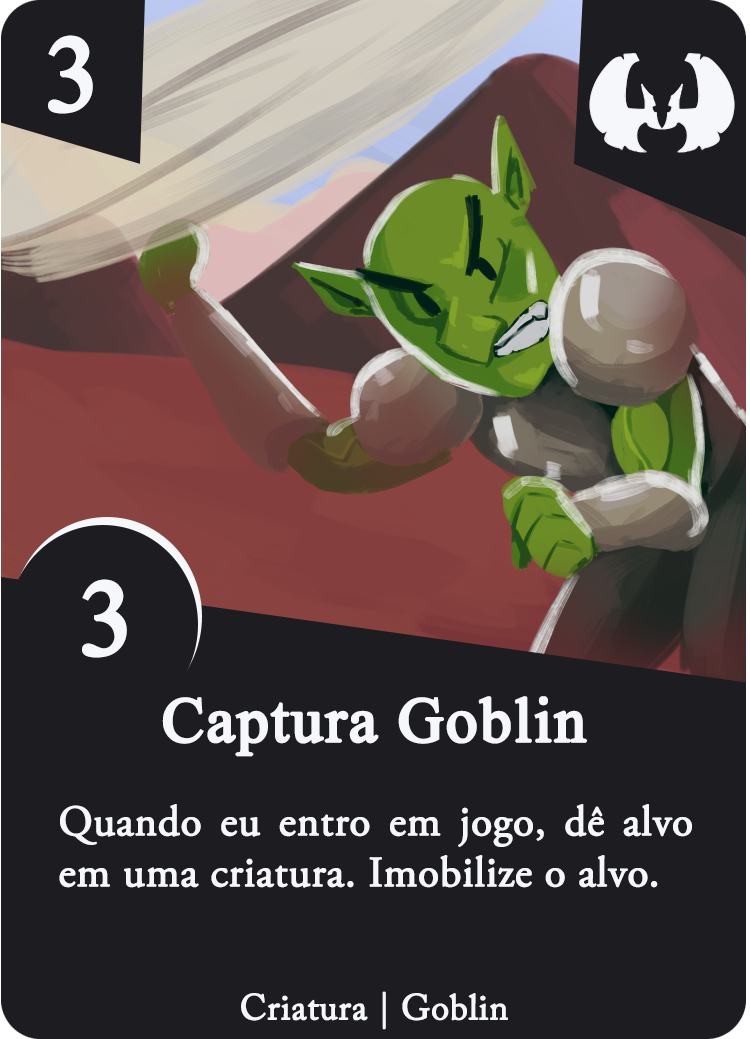 3
3
Captura Goblin
Quando eu entro em jogo, dê alvo
em uma criatura. Imobilize o alvo.
Criatura | Goblin